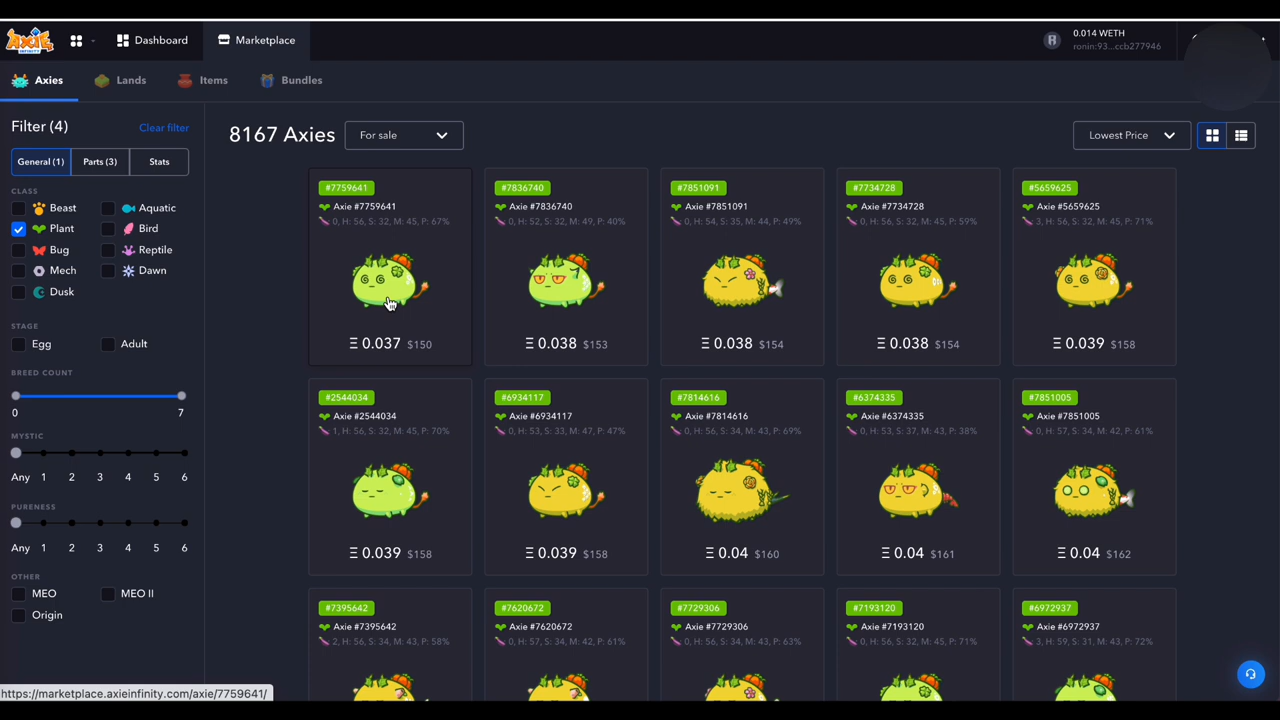 AXIE
INFINITY
Dashboard
Marketplace
0.014 WETH
ronin:93...ccb277946
Axies
Lands
Items
Bundles
Filter (4)
Clear filter
General (1)
Parts (3)
Stats
CLASS
Beast
Aquatic
Plant
Bird
Bug
Reptile
Mech
Dawn
Dusk
STAGE
Egg
Adult
BREED COUNT
0
7
MYSTIC
Any 1 2 3 4 5 6
PURENESS
Any 1 2 3 4 5 6
OTHER
MEO
MEO II
Origin
8167 Axies
For sale
Lowest Price
#7759641
Axie #7759641
0, H: 56, S: 32, M: 45, P: 67%
Ξ 0.037 $150
#7836740
Axie #7836740
0, H: 52, S: 32, M: 49, P: 40%
Ξ 0.038 $153
#7851091
Axie #7851091
0, H: 54, S: 35, M: 44, P: 49%
Ξ 0.038 $154
#7734728
Axie #7734728
0, H: 56, S: 32, M: 45, P: 59%
Ξ 0.038 $154
#5659625
Axie #5659625
3, H: 56, S: 32, M: 45, P: 71%
Ξ 0.039 $158
#2544034
Axie #2544034
1, H: 56, S: 32, M: 45, P: 70%
Ξ 0.039 $158
#6934117
Axie #6934117
0, H: 53, S: 33, M: 47, P: 47%
Ξ 0.039 $158
#7814616
Axie #7814616
0, H: 56, S: 34, M: 43, P: 69%
Ξ 0.04 $160
#6374335
Axie #6374335
0, H: 53, S: 37, M: 43, P: 38%
Ξ 0.04 $161
#7851005
Axie #7851005
0, H: 57, S: 34, M: 42, P: 61%
Ξ 0.04 $162
#7395642
Axie #7395642
2, H: 56, S: 34, M: 43, P: 58%
#7620672
Axie #7620672
0, H: 57, S: 34, M: 42, P: 61%
#7729306
Axie #7729306
0, H: 56, S: 34, M: 43, P: 63%
#7193120
Axie #7193120
0, H: 56, S: 32, M: 45, P: 71%
#6972937
Axie #6972937
3, H: 59, S: 31, M: 43, P: 72%
https://marketplace.axieinfinity.com/axie/7759641/